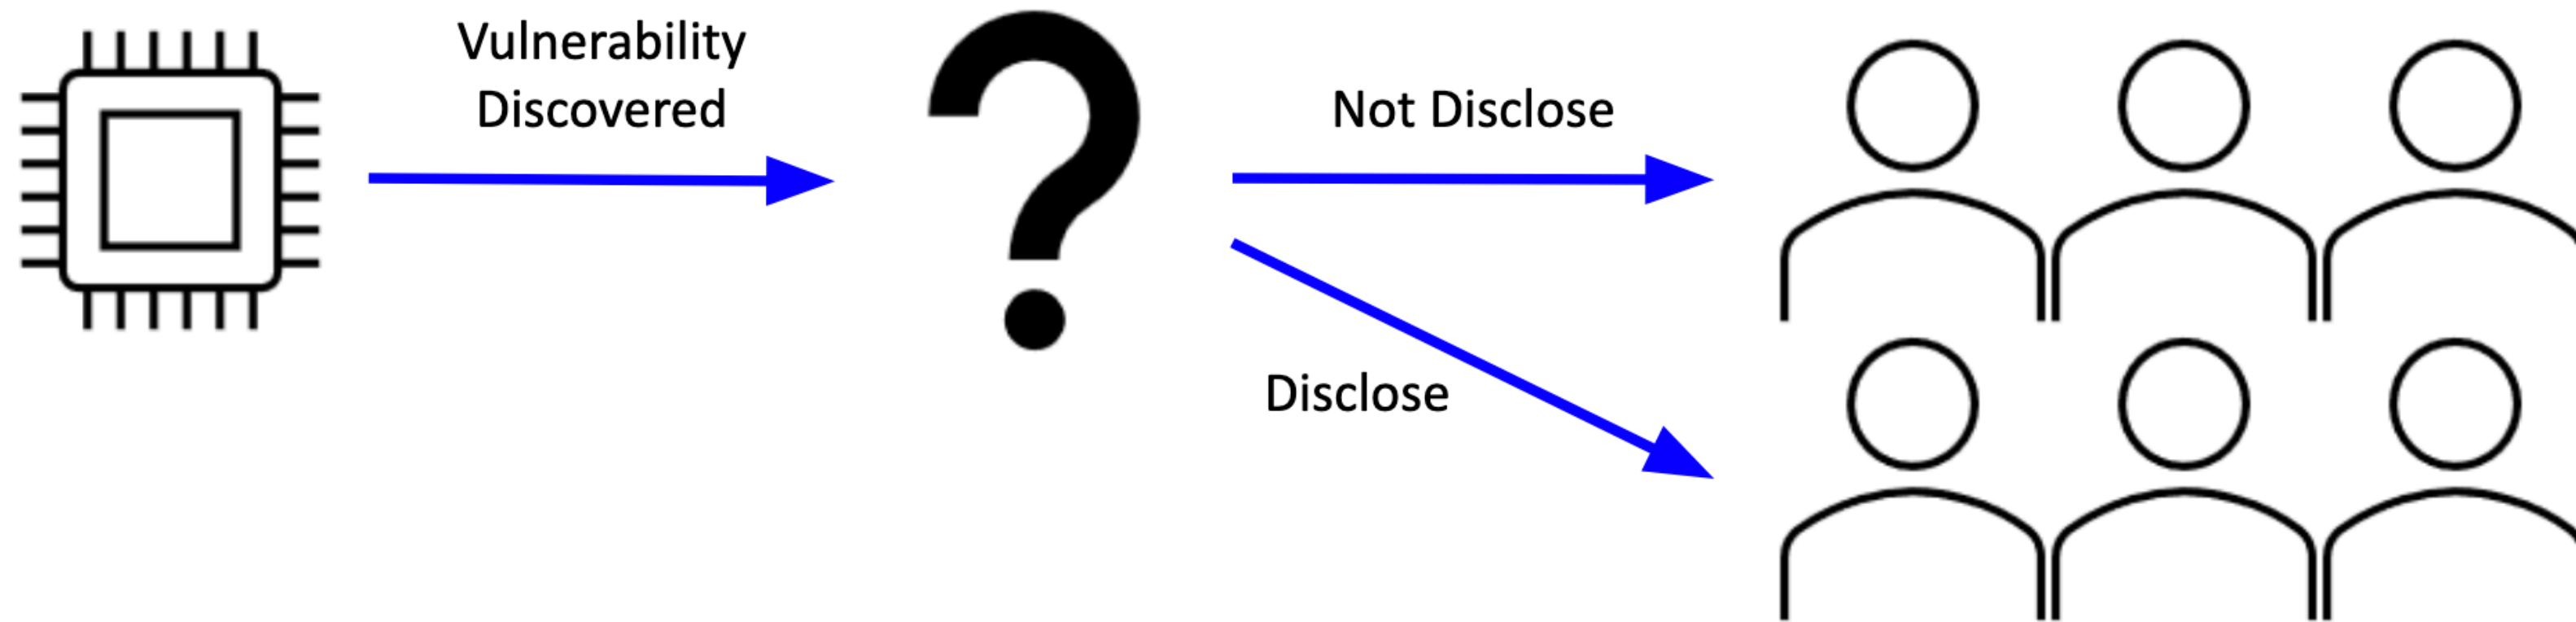 Vulnerability
Discovered
Not Disclose
Disclose